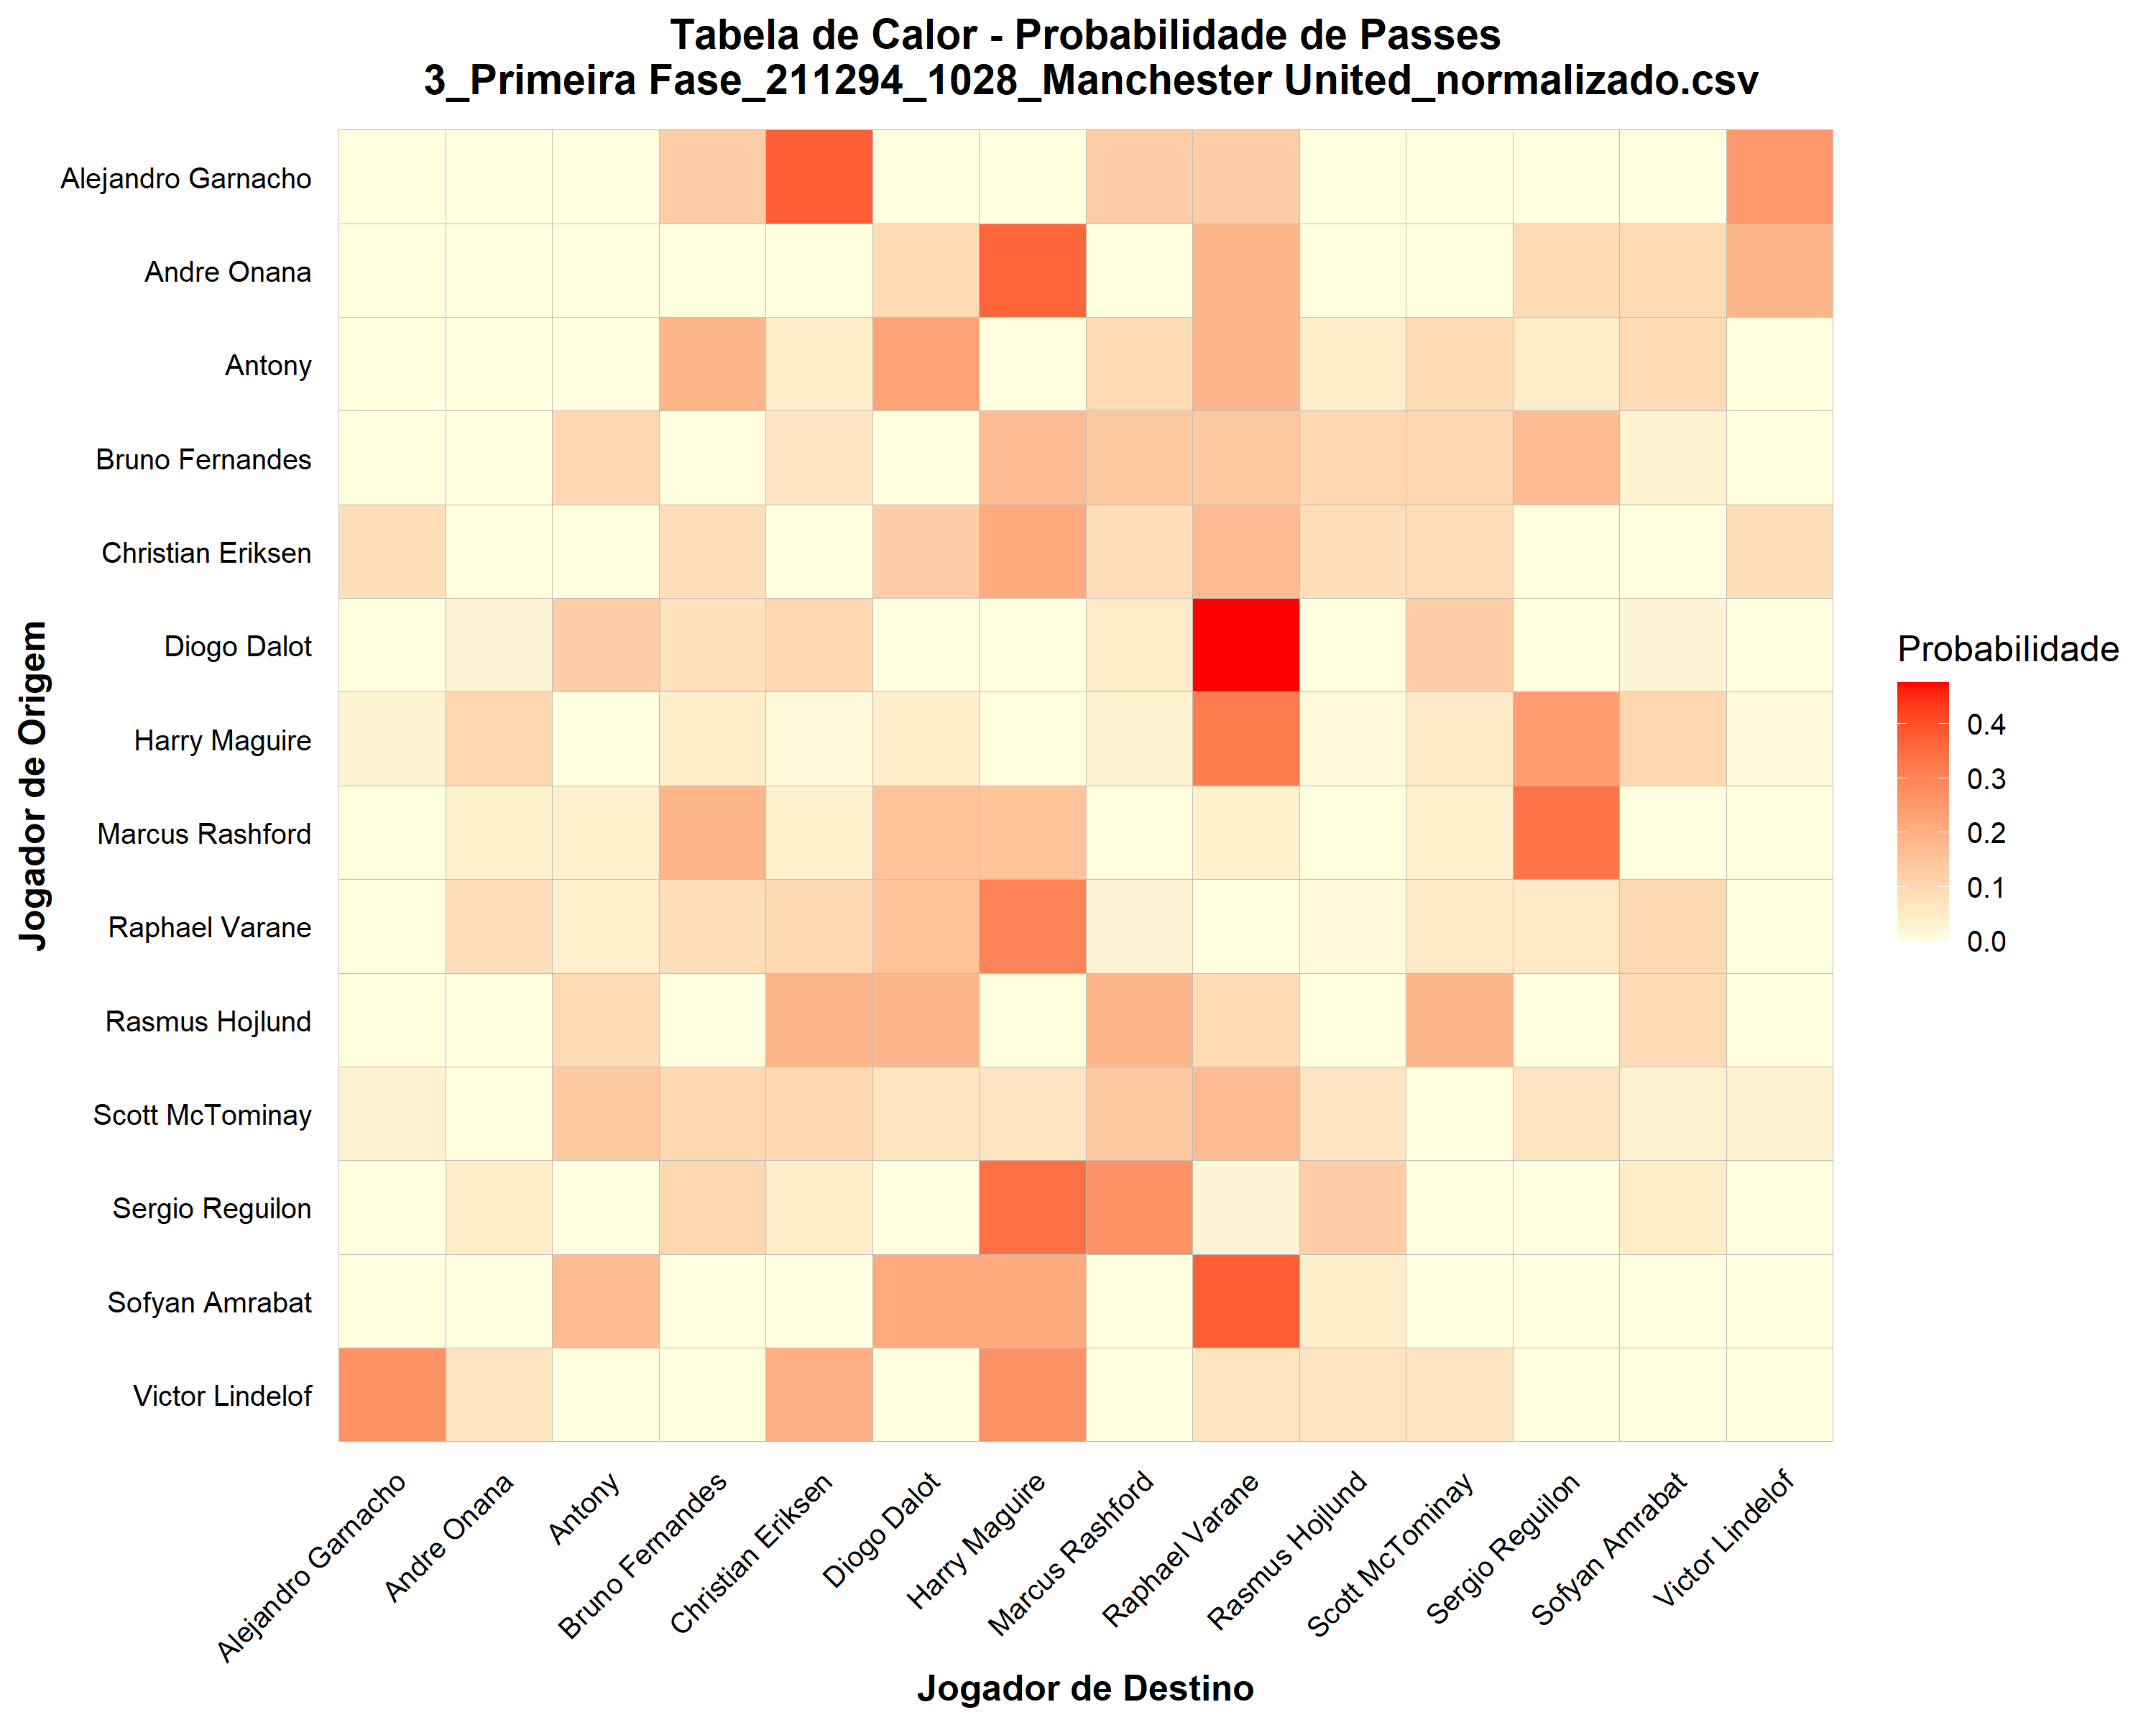 Tabela de Calor - Probabilidade de Passes
3_Primeira Fase_211294_1028_Manchester United_normalizado.csv
Jogador de Origem
Alejandro Garnacho
Andre Onana
Antony
Bruno Fernandes
Christian Eriksen
Diogo Dalot
Harry Maguire
Marcus Rashford
Raphael Varane
Rasmus Hojlund
Scott McTominay
Sergio Reguilon
Sofyan Amrabat
Victor Lindelof
Alejandro Garnacho
Andre Onana
Antony
Bruno Fernandes
Christian Eriksen
Diogo Dalot
Harry Maguire
Marcus Rashford
Raphael Varane
Rasmus Hojlund
Scott McTominay
Sergio Reguilon
Sofyan Amrabat
Victor Lindelof
Jogador de Destino
Probabilidade
0.4
0.3
0.2
0.1
0.0